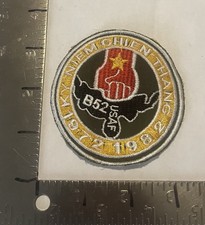 KỶ NIỆM CHIẾN THẮNG
B52
USAF
1972 1982